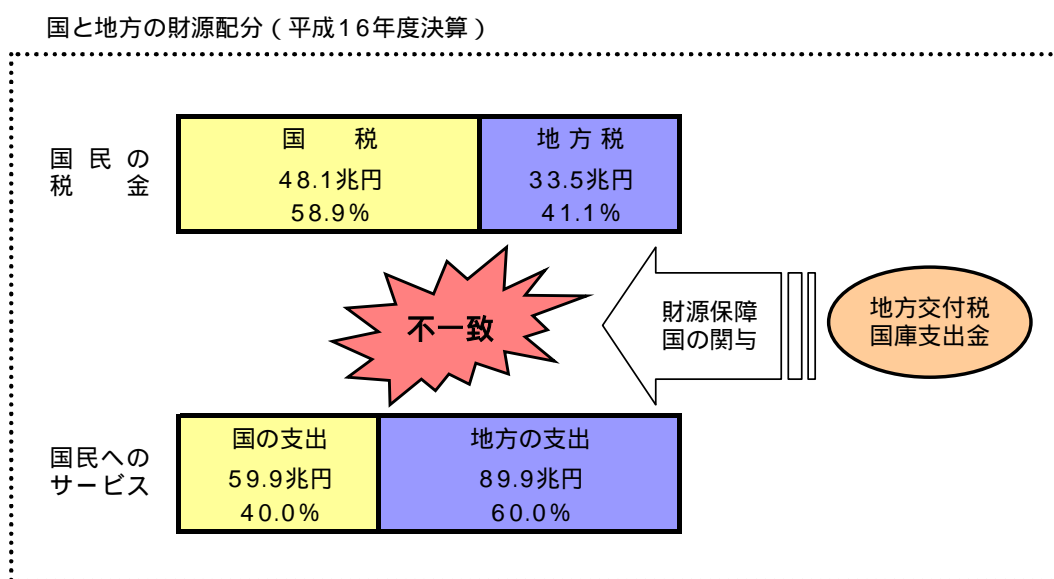 国と地方の財源配分(平成16年度決算)
国民の
税金
国税
48.1兆円
58.9%
地方税
33.5兆円
41.1%
不一致
財源保障
国の関与
地方交付税
国庫支出金
国民への
サービス
国の支出
59.9兆円
40.0%
地方の支出
89.9兆円
60.0%